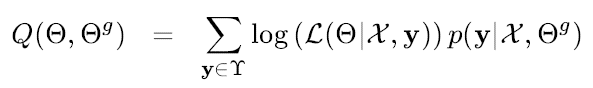 Q(Θ, Θ^g) = ∑_{y∈Υ} log (ℒ(Θ|𝒳, y)) p(y|𝒳, Θ^g)